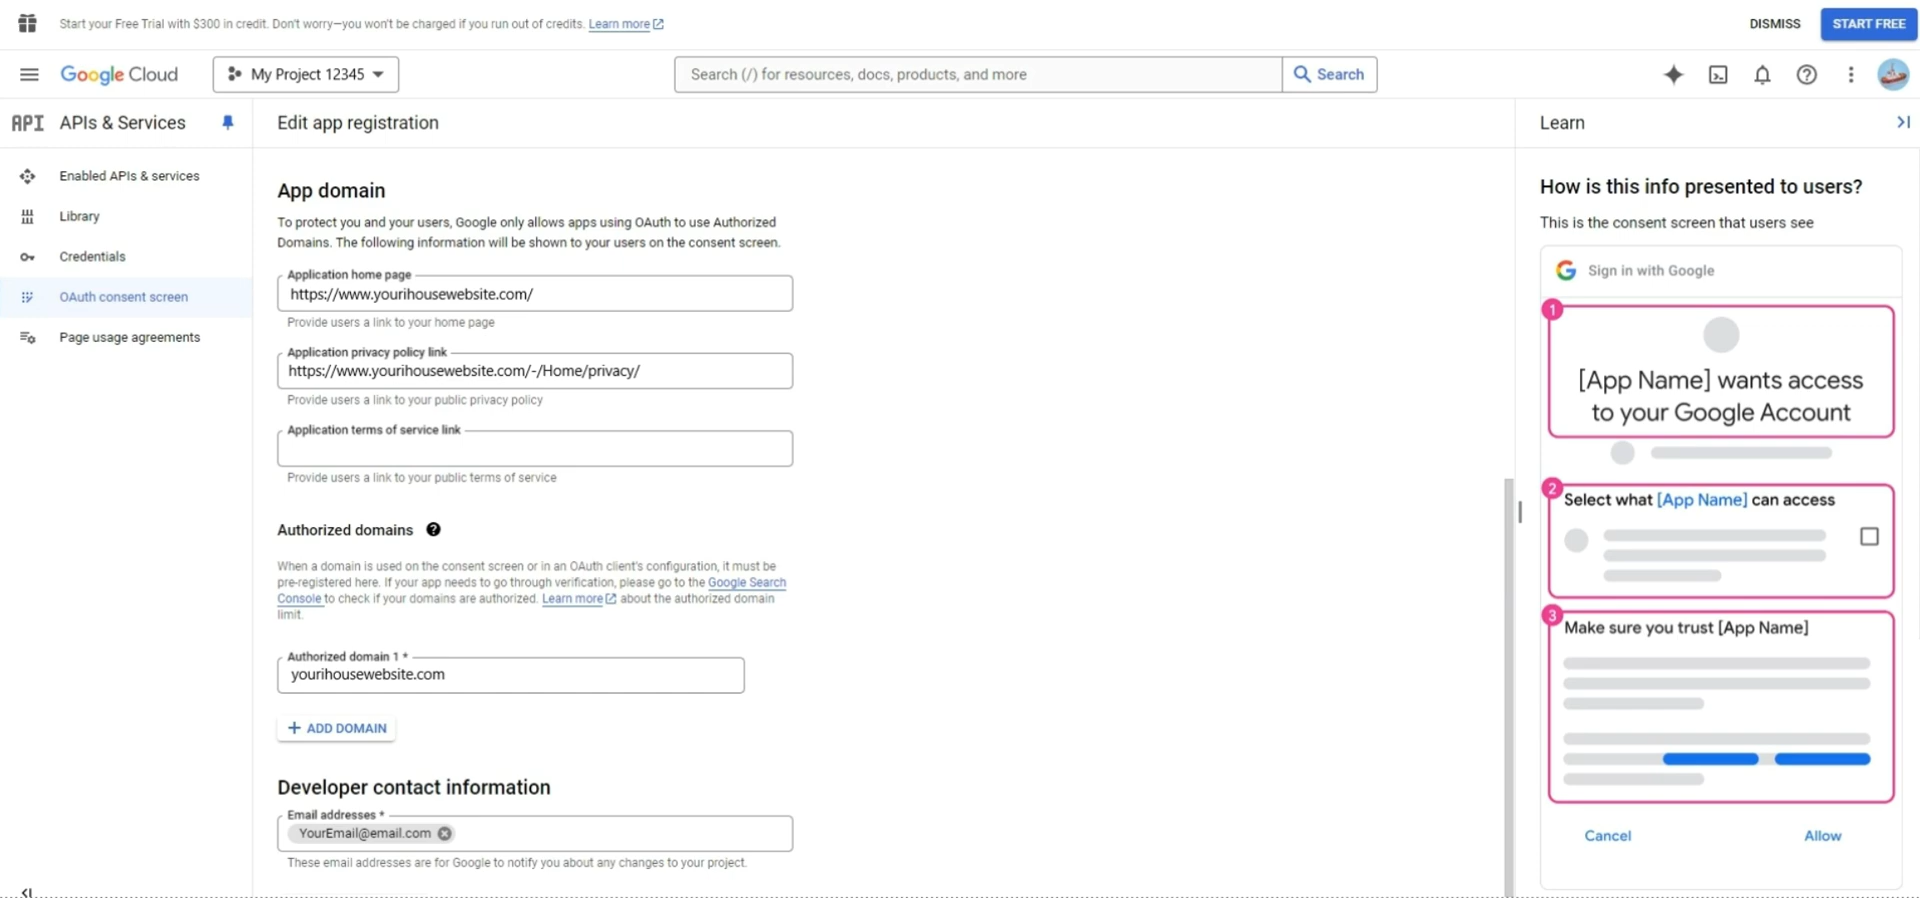 Start your Free Trial with $300 in credit. Don't worry—you won't be charged if you run out of credits. Learn more
DISMISS
START FREE
Google Cloud
My Project 12345
Search (/) for resources, docs, products, and more
Search
API
APIs & Services
Enabled APIs & services
Library
Credentials
OAuth consent screen
Page usage agreements
Edit app registration
App domain
To protect you and your users, Google only allows apps using OAuth to use Authorized
Domains. The following information will be shown to your users on the consent screen.
Application home page
https://www.yourihousewebsite.com/
Provide users a link to your home page
Application privacy policy link
https://www.yourihousewebsite.com/-/Home/privacy/
Provide users a link to your public privacy policy
Application terms of service link
Provide users a link to your public terms of service
Authorized domains
When a domain is used on the consent screen or in an OAuth client's configuration, it must be
pre-registered here. If your app needs to go through verification, please go to the Google Search
Console to check if your domains are authorized. Learn more about the authorized domain
limit.
Authorized domain 1 *
yourihousewebsite.com
+ ADD DOMAIN
Developer contact information
Email addresses *
YourEmail@email.com
These email addresses are for Google to notify you about any changes to your project.
Learn
How is this info presented to users?
This is the consent screen that users see
Sign in with Google
1
[App Name] wants access
to your Google Account
2
Select what [App Name] can access
3
Make sure you trust [App Name]
Cancel
Allow